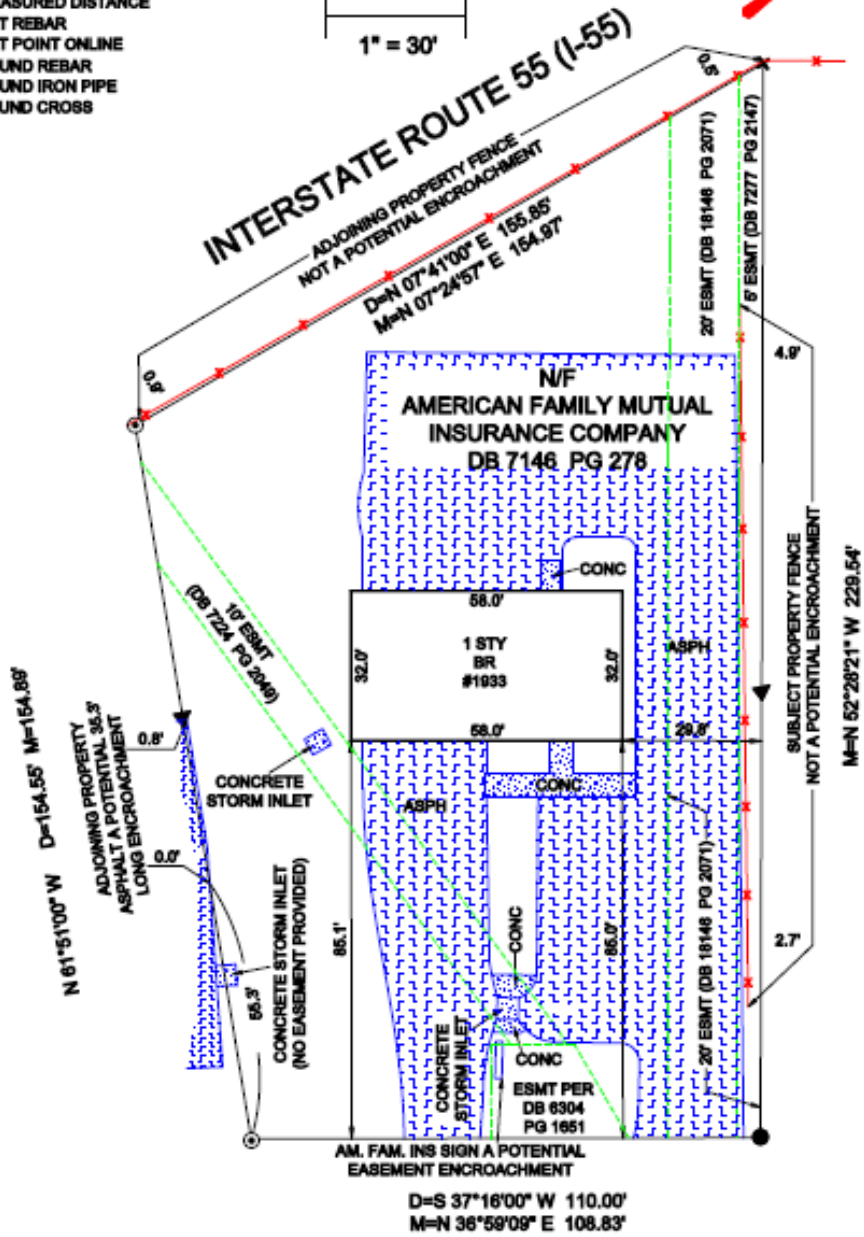 ASURED DISTANCE
T REBAR
T POINT ONLINE
UND REBAR
UND IRON PIPE
UND CROSS
1" = 30'
INTERSTATE ROUTE 55 (I-55)
ADJOINING PROPERTY FENCE
NOT A POTENTIAL ENCROACHMENT
D=N 07°41'00" E 155.85'
M=N 07°24'57" E 154.97'
0.5'
0.9'
20' ESMT (DB 18146 PG 2071)
5' ESMT (DB 7277 PG 2147)
4.9'
N/F
AMERICAN FAMILY MUTUAL
INSURANCE COMPANY
DB 7146 PG 278
CONC
58.0'
32.0'
1 STY
BR
#1933
32.0'
58.0'
ASPH
29.8'
SUBJECT PROPERTY FENCE
NOT A POTENTIAL ENCROACHMENT
M=N 52°28'21" W 229.54'
10' ESMT
(DB 7224 PG 2049)
N 61°51'00" W D=154.55' M=154.89'
ADJOINING PROPERTY
ASPHALT A POTENTIAL 35.3'
LONG ENCROACHMENT
0.8'
0.0'
CONCRETE
STORM INLET
CONC
ASPH
CONCRETE STORM INLET
(NO EASEMENT PROVIDED)
55.3'
85.1'
CONC
85.0'
20' ESMT (DB 18146 PG 2071)
2.7'
CONCRETE
STORM INLET
CONC
ESMT PER
DB 6304
PG 1651
AM. FAM. INS SIGN A POTENTIAL
EASEMENT ENCROACHMENT
D=S 37°16'00" W 110.00'
M=N 36°59'09" E 108.83'